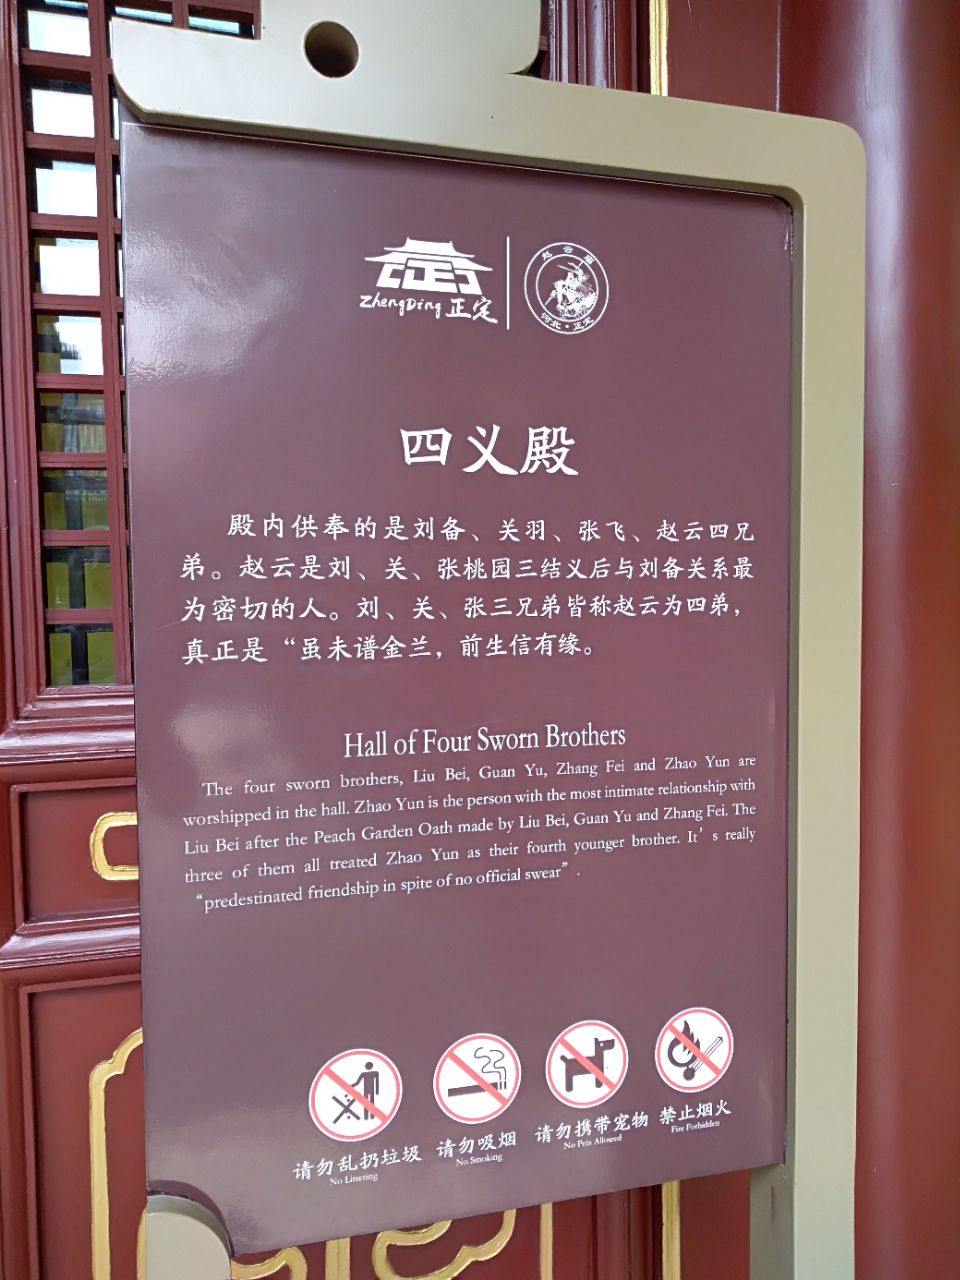 ZhengDing 正定
赵云庙
河北·正定
四义殿
殿内供奉的是刘备、关羽、张飞、赵云四兄
弟。赵云是刘、关、张桃园三结义后与刘备关系最
为密切的人。刘、关、张三兄弟皆称赵云为四弟，
真正是“虽未谱金兰，前生信有缘。
Hall of Four Sworn Brothers
The four sworn brothers, Liu Bei, Guan Yu, Zhang Fei and Zhao Yun are
worshipped in the hall. Zhao Yun is the person with the most intimate relationship with
Liu Bei after the Peach Garden Oath made by Liu Bei, Guan Yu and Zhang Fei. The
three of them all treated Zhao Yun as their fourth younger brother. It’s really
“predestinated friendship in spite of no official swear”.
请勿乱扔垃圾
No Littering
请勿吸烟
No Smoking
请勿携带宠物
No Pets Allowed
禁止烟火
Fire Forbidden